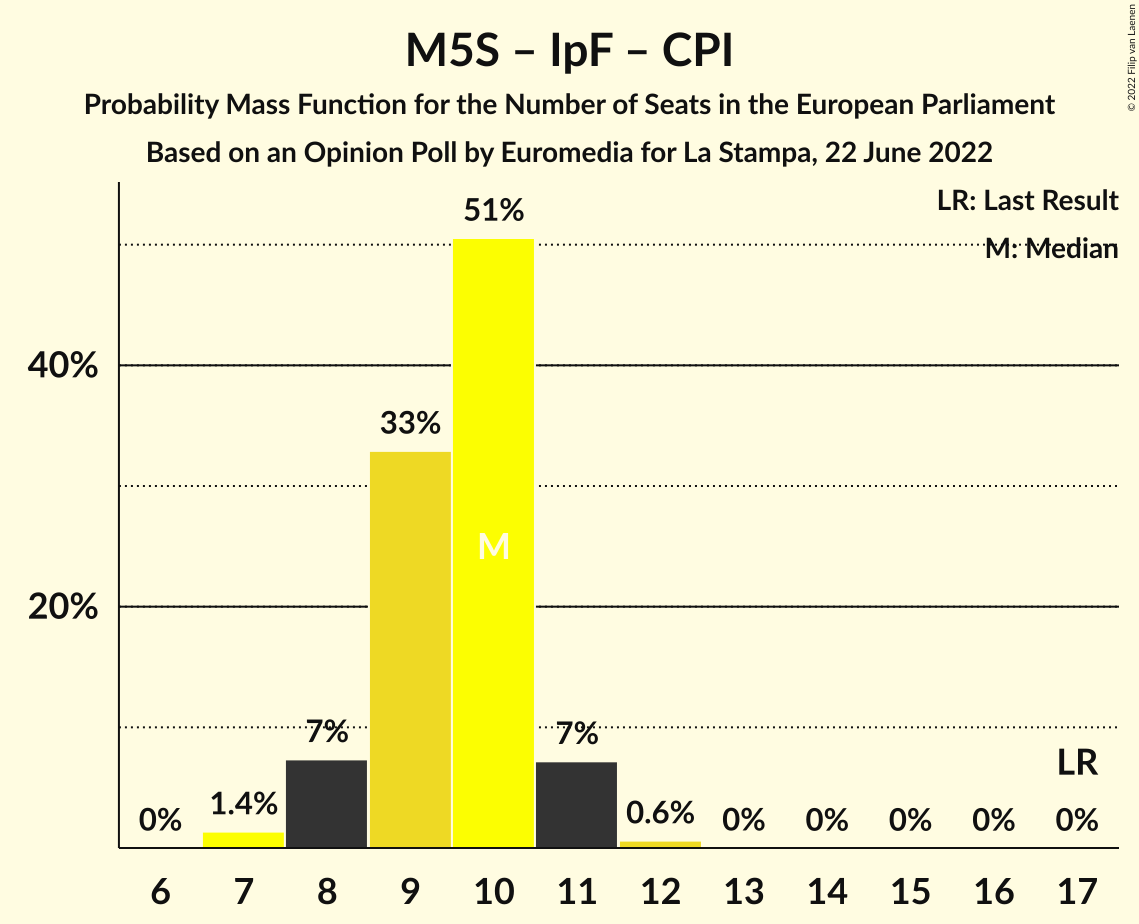 M5S – IpF – CPI
Probability Mass Function for the Number of Seats in the European Parliament
Based on an Opinion Poll by Euromedia for La Stampa, 22 June 2022
© 2022 Filip van Laenen
LR: Last Result
M: Median
51%
40%
33%
M
20%
7%
7%
LR
0%
1.4%
0.6%
0%
0%
0%
0%
0%
6 7 8 9 10 11 12 13 14 15 16 17